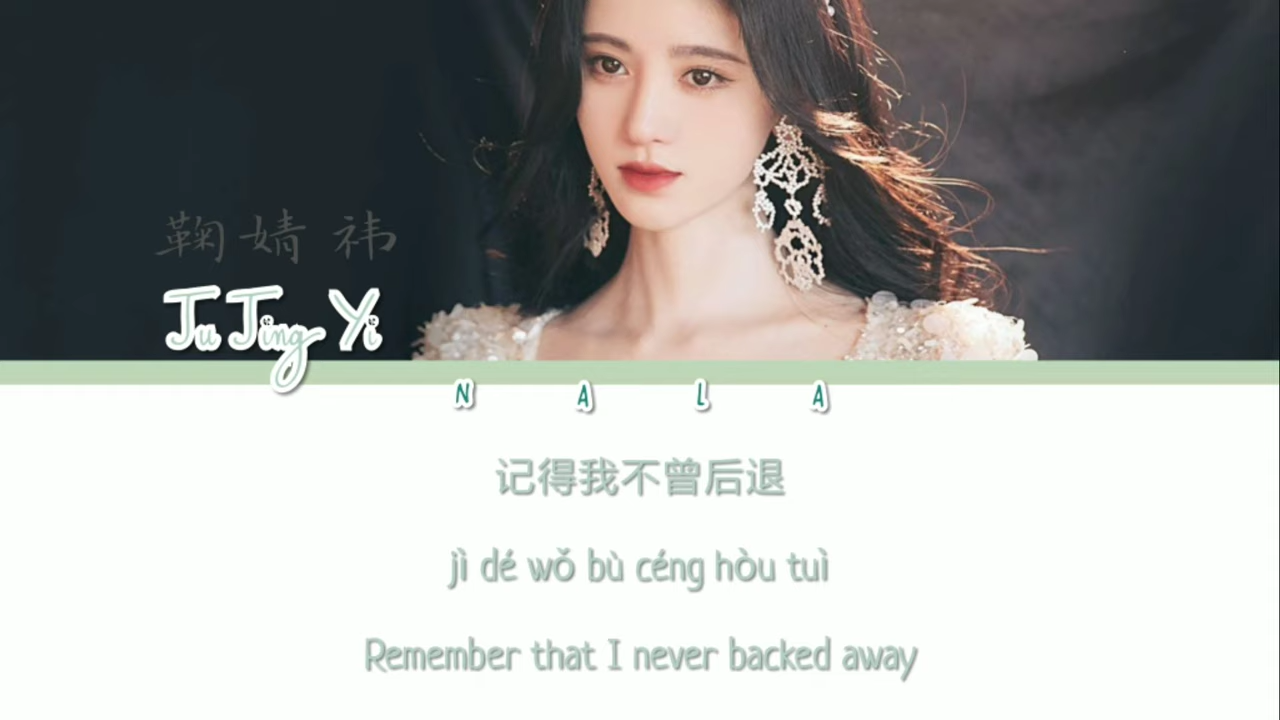 鞠婧祎
Ju Jing Yi
NALA
记得我不曾后退
jì dé wǒ bù céng hòu tuì
Remember that I never backed away